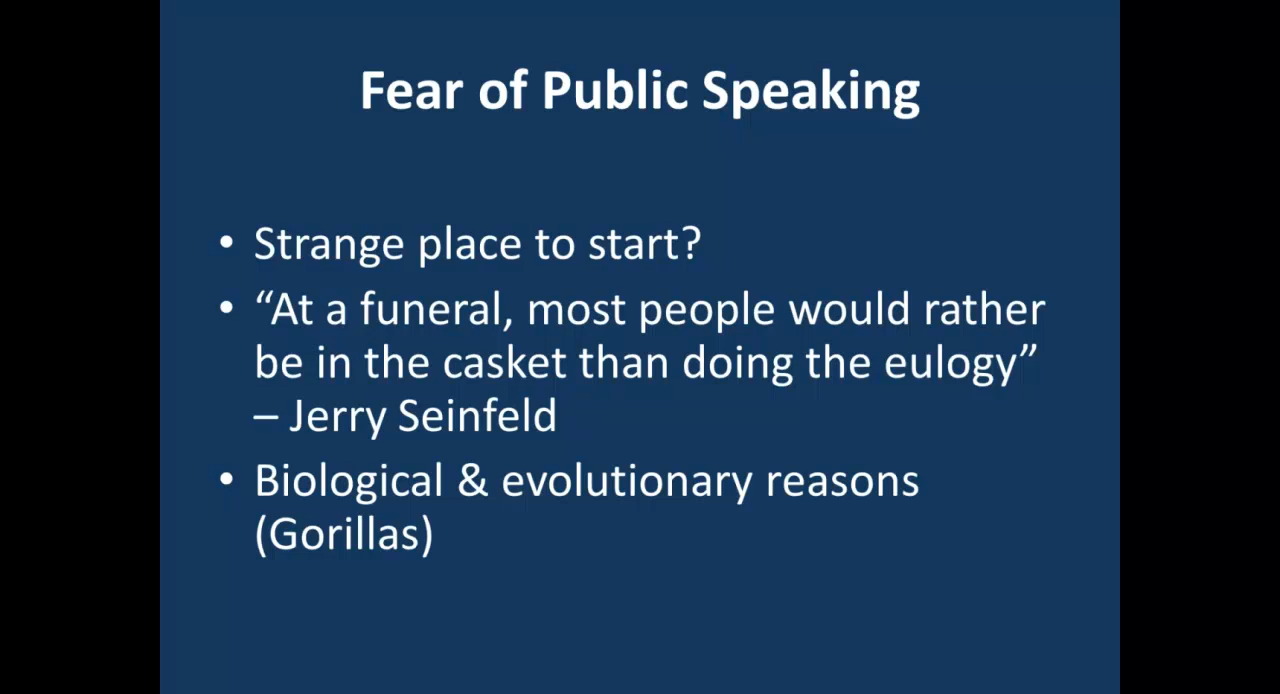 Fear of Public Speaking
• Strange place to start?
• “At a funeral, most people would rather
be in the casket than doing the eulogy”
– Jerry Seinfeld
• Biological & evolutionary reasons
(Gorillas)